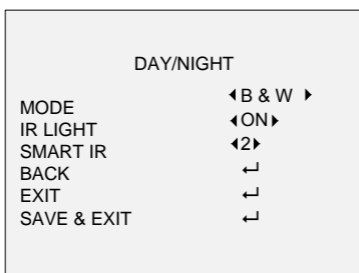 DAY/NIGHT
MODE ◂B & W ▸
IR LIGHT ◂ON▸
SMART IR ◂2▸
BACK ↵
EXIT ↵
SAVE & EXIT ↵